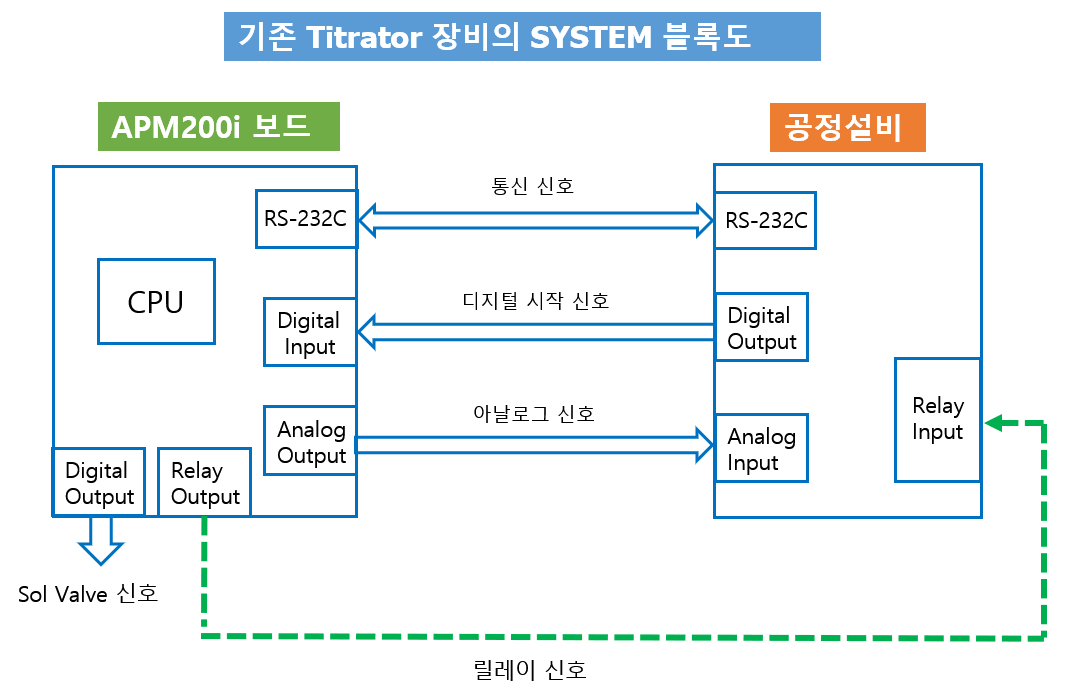 기존 Titrator 장비의 SYSTEM 블록도
APM200i 보드
공정설비
통신 신호
RS-232C
RS-232C
CPU
디지털 시작 신호
Digital
Input
Digital
Output
아날로그 신호
Analog
Output
Analog
Input
Relay
Input
Digital
Output
Relay
Output
Sol Valve 신호
릴레이 신호